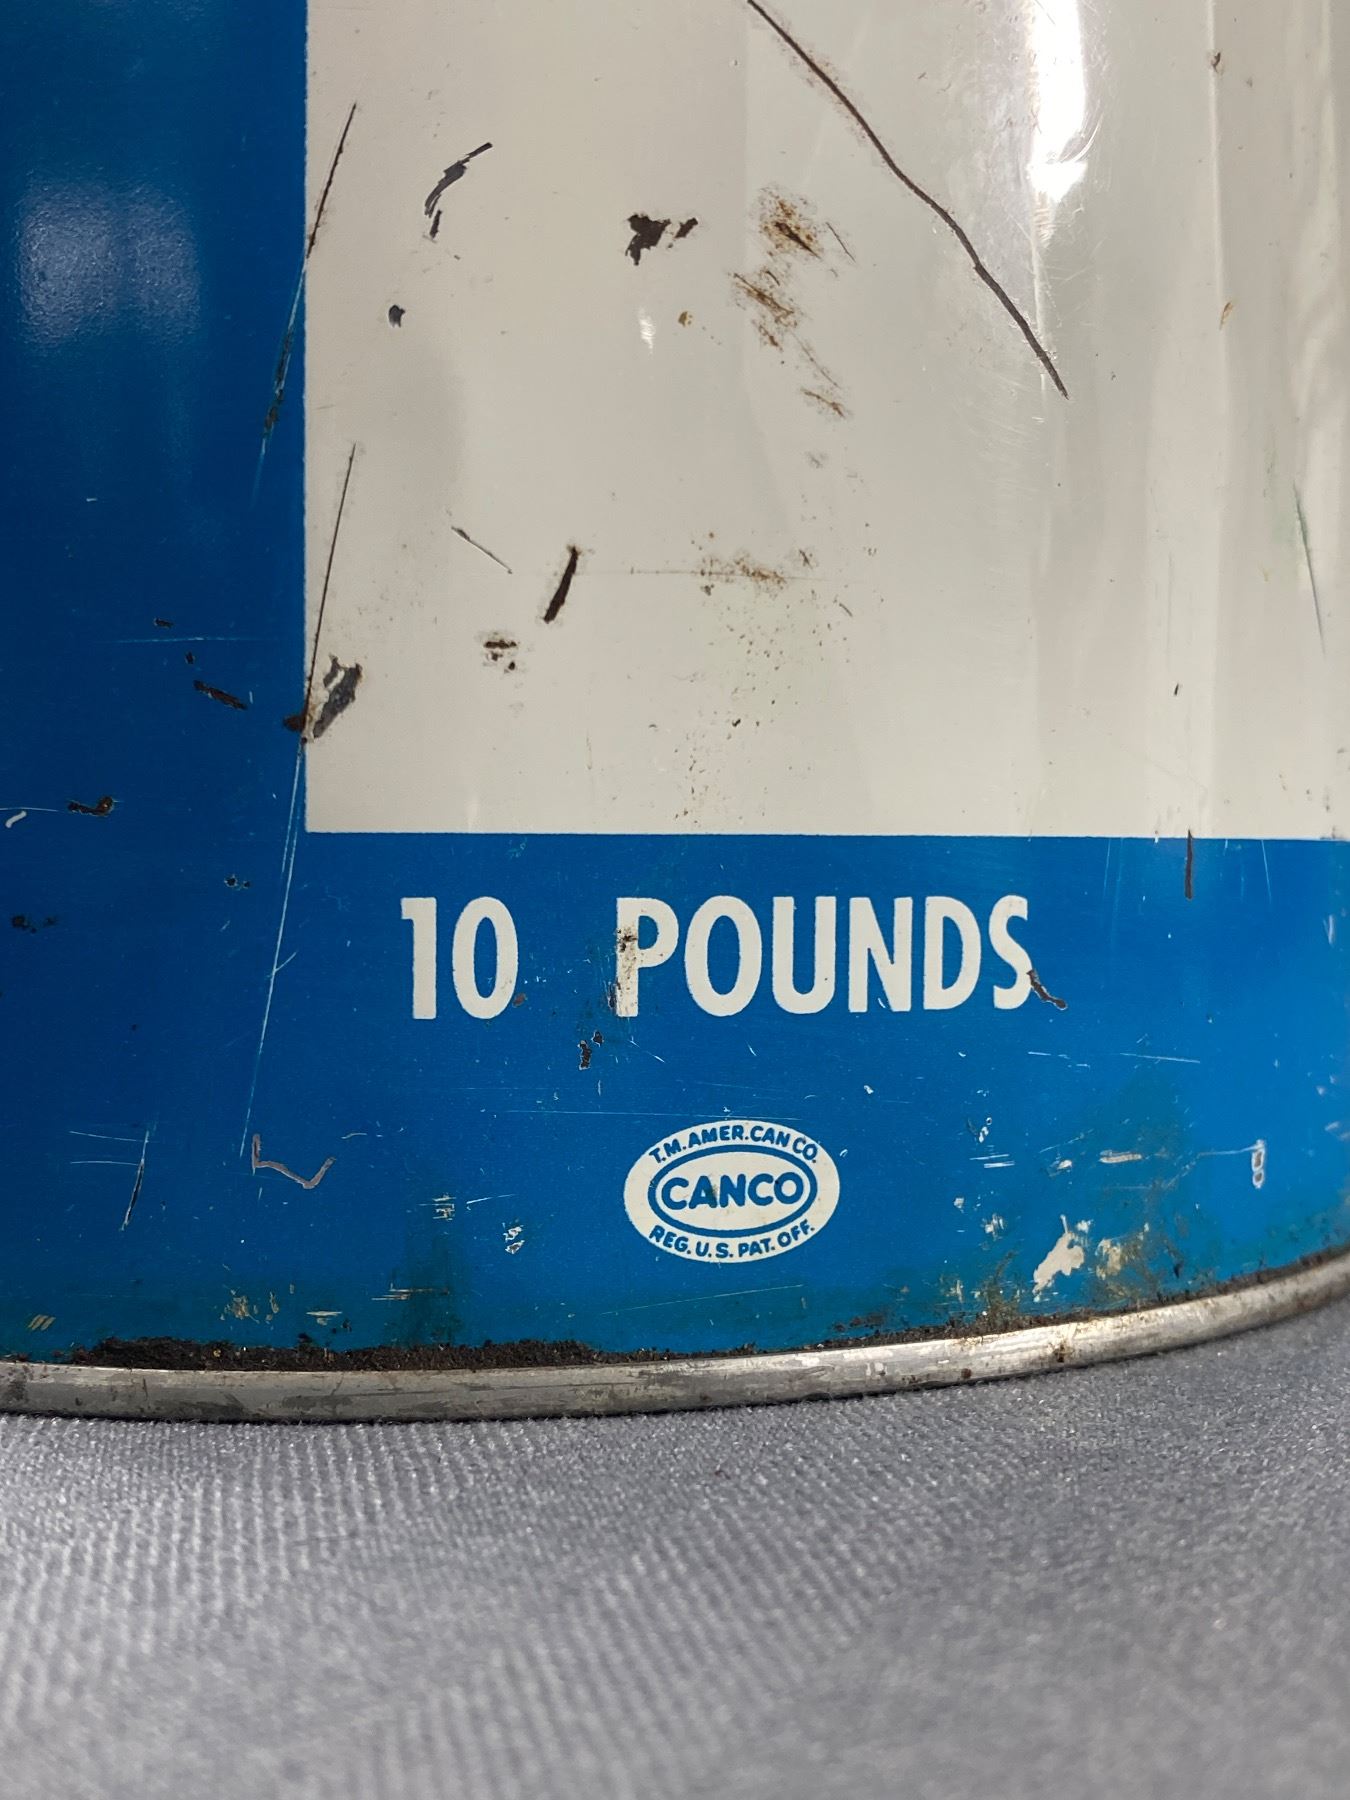 10 POUNDS
T.M. AMER. CAN CO.
CANCO
REG. U.S. PAT. OFF.